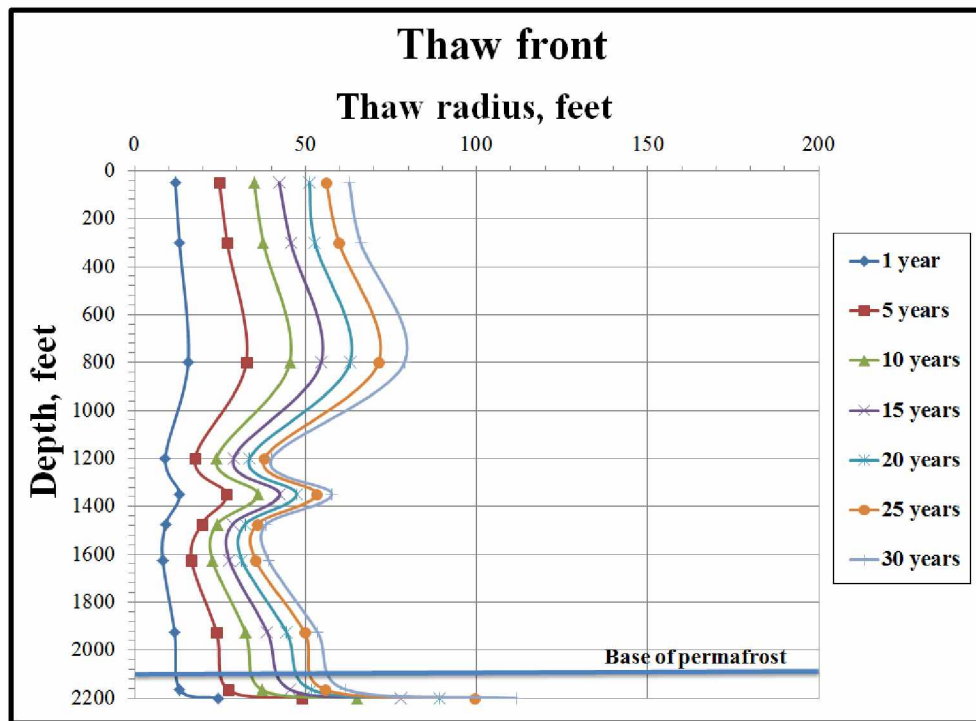 Thaw front
Thaw radius, feet
0 50 100 150 200
0
200
400
600
800
1000
1200
1400
1600
1800
2000
2200
Depth, feet
1 year
5 years
10 years
15 years
20 years
25 years
30 years
Base of permafrost